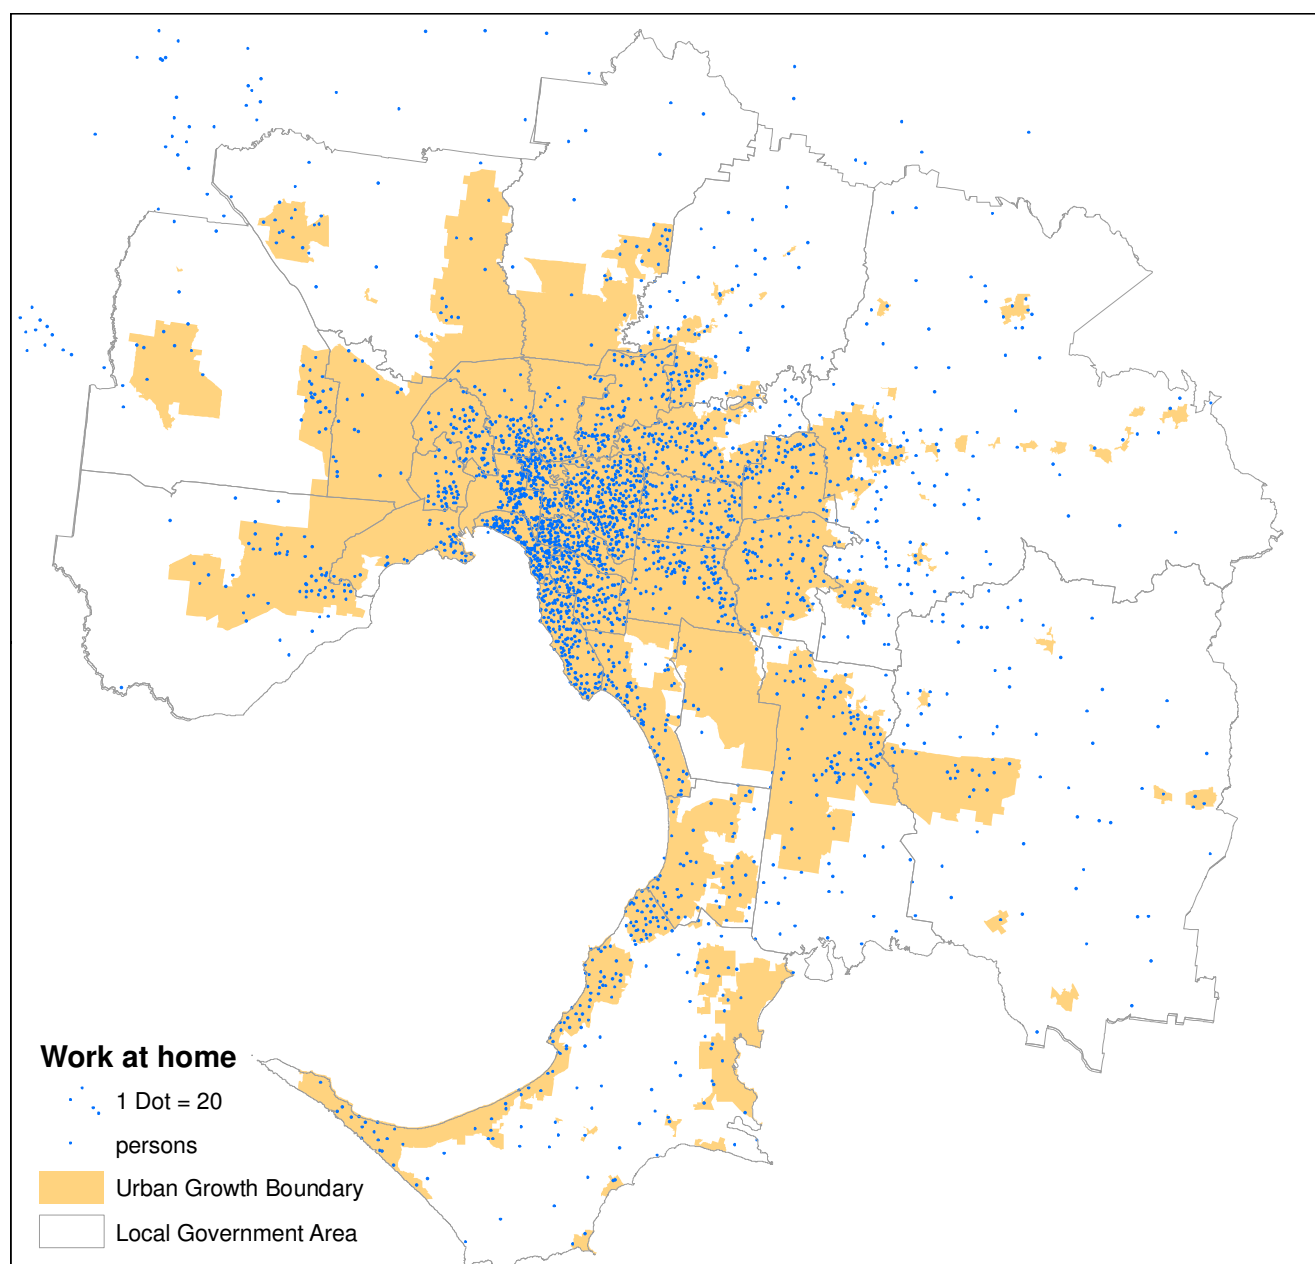 Work at home
1 Dot = 20
persons
Urban Growth Boundary
Local Government Area